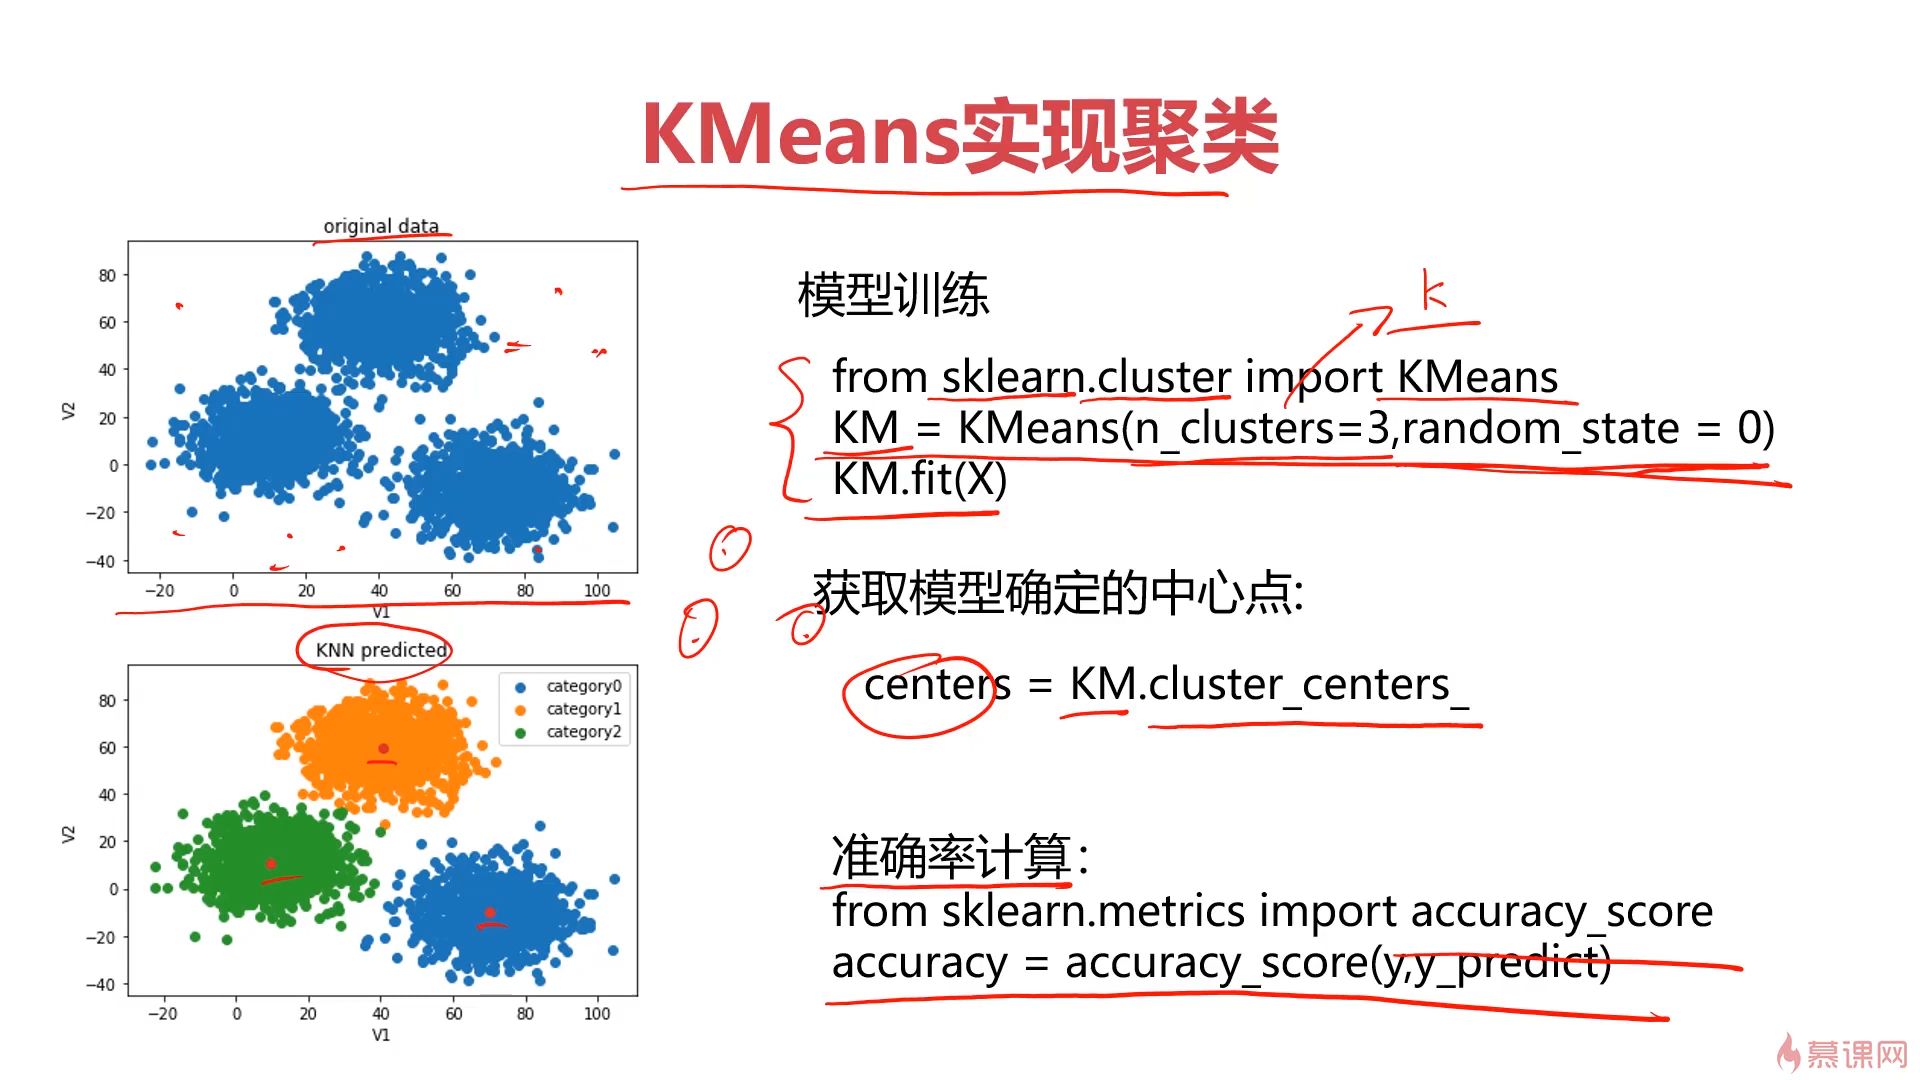 KMeans实现聚类
original data
80
60
40
20
0
−20
−40
V2
−20 0 20 40 60 80 100
V1
KNN predicted
category0
category1
category2
80
60
40
20
0
−20
−40
V2
−20 0 20 40 60 80 100
V1
模型训练
k
from sklearn.cluster import KMeans
KM = KMeans(n_clusters=3,random_state = 0)
KM.fit(X)
获取模型确定的中心点:
centers = KM.cluster_centers_
准确率计算：
from sklearn.metrics import accuracy_score
accuracy = accuracy_score(y,y_predict)
慕课网